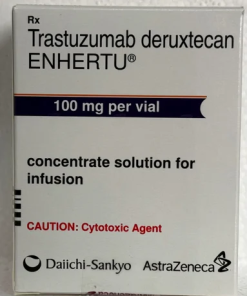 Rx
Trastuzumab deruxtecan
ENHERTU®
100 mg per vial
concentrate solution for
infusion
CAUTION: Cytotoxic Agent
Daiichi-Sankyo AstraZeneca